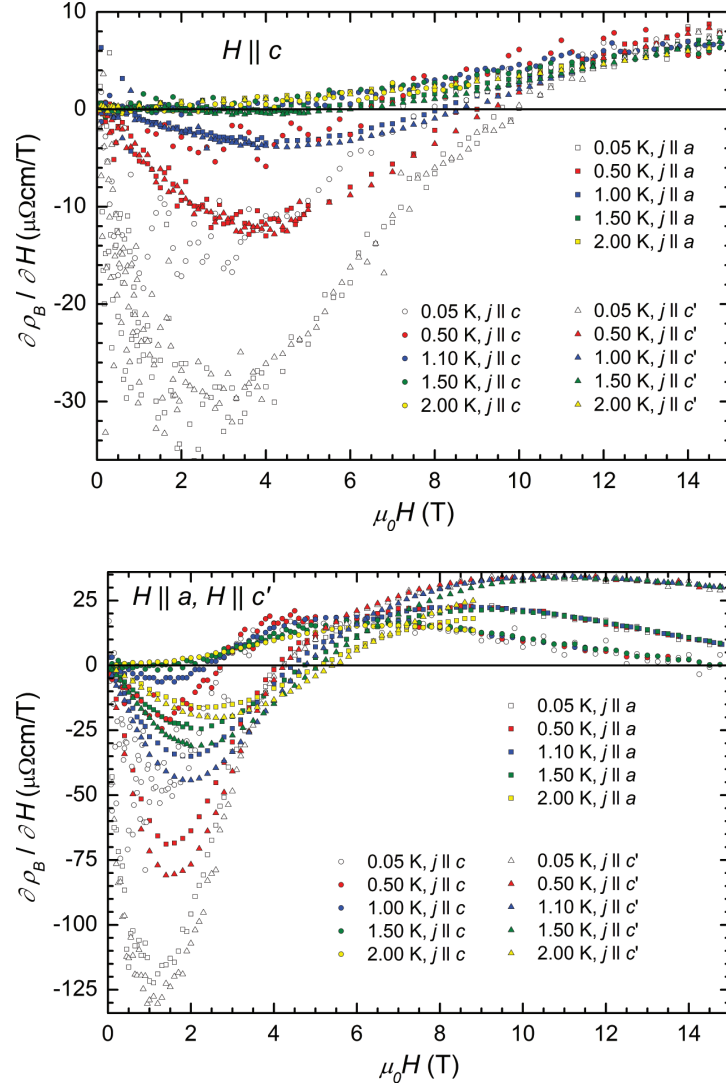 10
0
-10
-20
-30
∂ρ_B / ∂H (μΩcm/T)
H || c
0.05 K, j || a
0.50 K, j || a
1.00 K, j || a
1.50 K, j || a
2.00 K, j || a
0.05 K, j || c
0.50 K, j || c
1.10 K, j || c
1.50 K, j || c
2.00 K, j || c
0.05 K, j || c'
0.50 K, j || c'
1.00 K, j || c'
1.50 K, j || c'
2.00 K, j || c'
0 2 4 6 8 10 12 14
μ₀H (T)
25
0
-25
-50
-75
-100
-125
∂ρ_B / ∂H (μΩcm/T)
H || a, H || c'
0.05 K, j || a
0.50 K, j || a
1.10 K, j || a
1.50 K, j || a
2.00 K, j || a
0.05 K, j || c
0.50 K, j || c
1.00 K, j || c
1.50 K, j || c
2.00 K, j || c
0.05 K, j || c'
0.50 K, j || c'
1.10 K, j || c'
1.50 K, j || c'
2.00 K, j || c'
0 2 4 6 8 10 12 14
μ₀H (T)